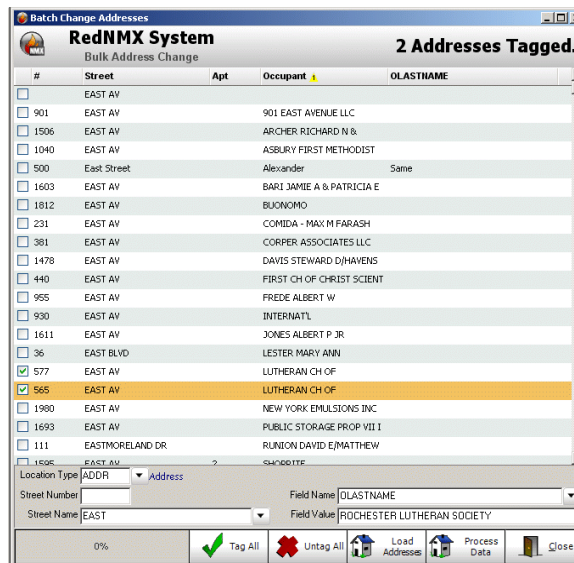 Batch Change Addresses
RedNMX System
Bulk Address Change
2 Addresses Tagged.
# Street Apt Occupant OLASTNAME
EAST AV
901 EAST AV 901 EAST AVENUE LLC
1506 EAST AV ARCHER RICHARD N &
1040 EAST AV ASBURY FIRST METHODIST
500 East Street Alexander Same
1603 EAST AV BARI JAMIE A & PATRICIA E
1812 EAST AV BUONOMO
231 EAST AV COMIDA - MAX M FARASH
381 EAST AV CORPER ASSOCIATES LLC
1478 EAST AV DAVIS STEWARD D/HAVENS
440 EAST AV FIRST CH OF CHRIST SCIENT
955 EAST AV FREDE ALBERT W
930 EAST AV INTERNAT'L
1611 EAST AV JONES ALBERT P JR
36 EAST BLVD LESTER MARY ANN
577 EAST AV LUTHERAN CH OF
565 EAST AV LUTHERAN CH OF
1980 EAST AV NEW YORK EMULSIONS INC
1693 EAST AV PUBLIC STORAGE PROP VII I
111 EASTMORELAND DR RUNION DAVID E/MATTHEW
1595 EAST AV 2 SHOPRITE
Location Type ADDR Address
Street Number Field Name OLASTNAME
Street Name EAST Field Value ROCHESTER LUTHERAN SOCIETY
0% Tag All Untag All Load Addresses Process Data Close